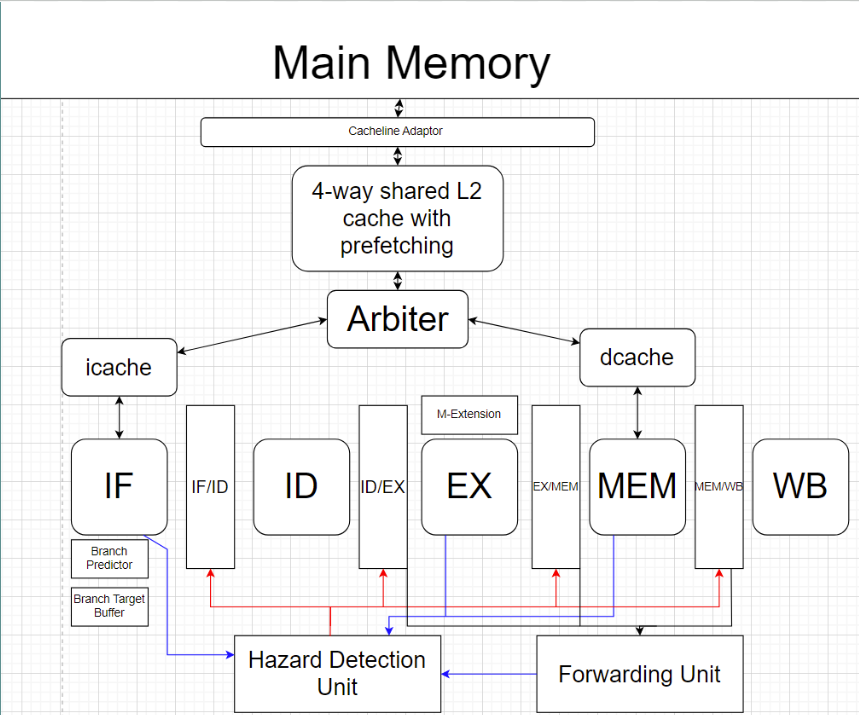 Main Memory
Cacheline Adaptor
4-way shared L2
cache with
prefetching
Arbiter
icache
dcache
M-Extension
IF
IF/ID
ID
ID/EX
EX
EX/MEM
MEM
MEM/WB
WB
Branch
Predictor
Branch Target
Buffer
Hazard Detection
Unit
Forwarding Unit